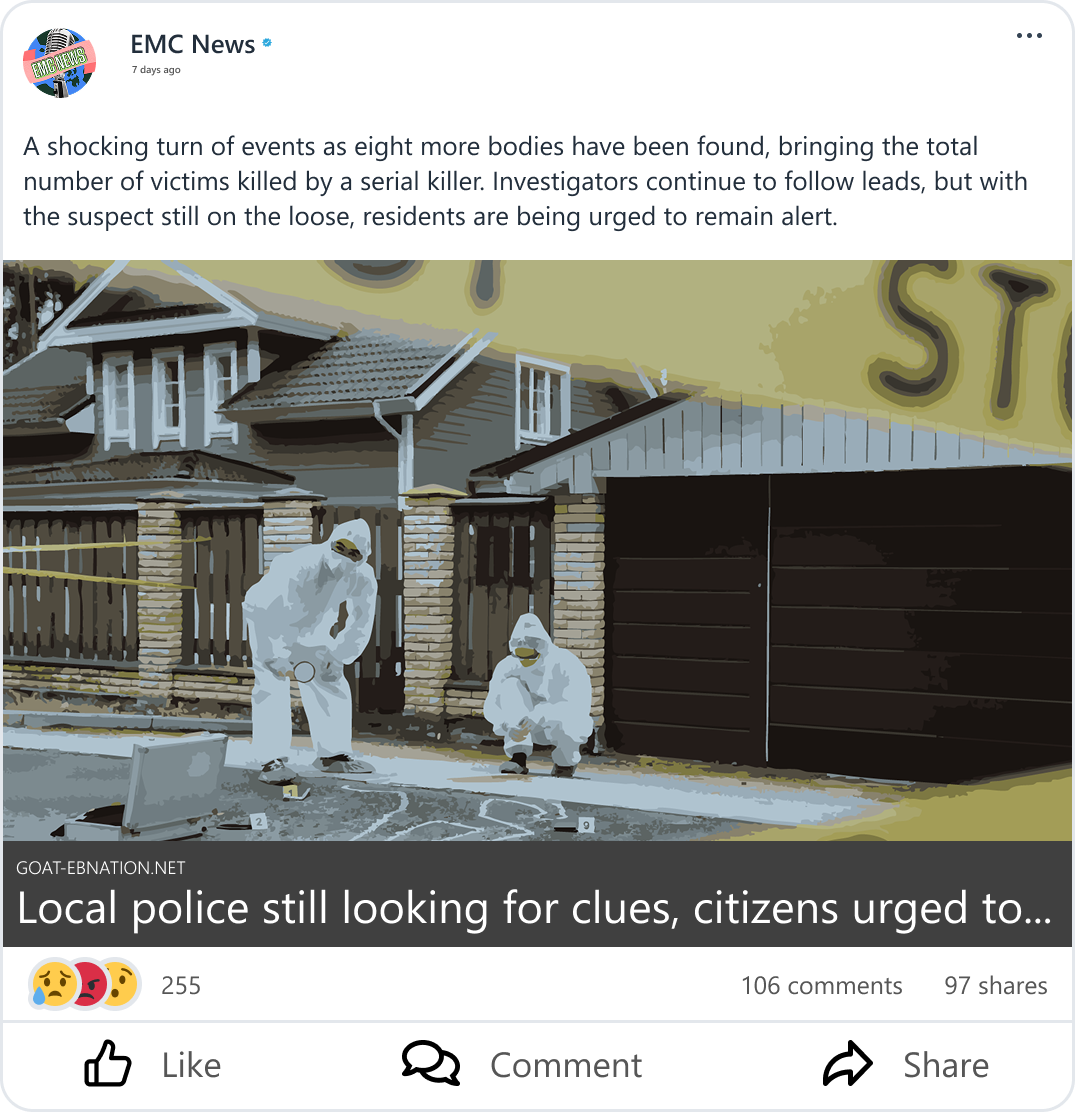 EMC NEWS
EMC News
7 days ago
A shocking turn of events as eight more bodies have been found, bringing the total
number of victims killed by a serial killer. Investigators continue to follow leads, but with
the suspect still on the loose, residents are being urged to remain alert.
ST
1
2
9
GOAT-EBNATION.NET
Local police still looking for clues, citizens urged to...
255
106 comments
97 shares
Like
Comment
Share